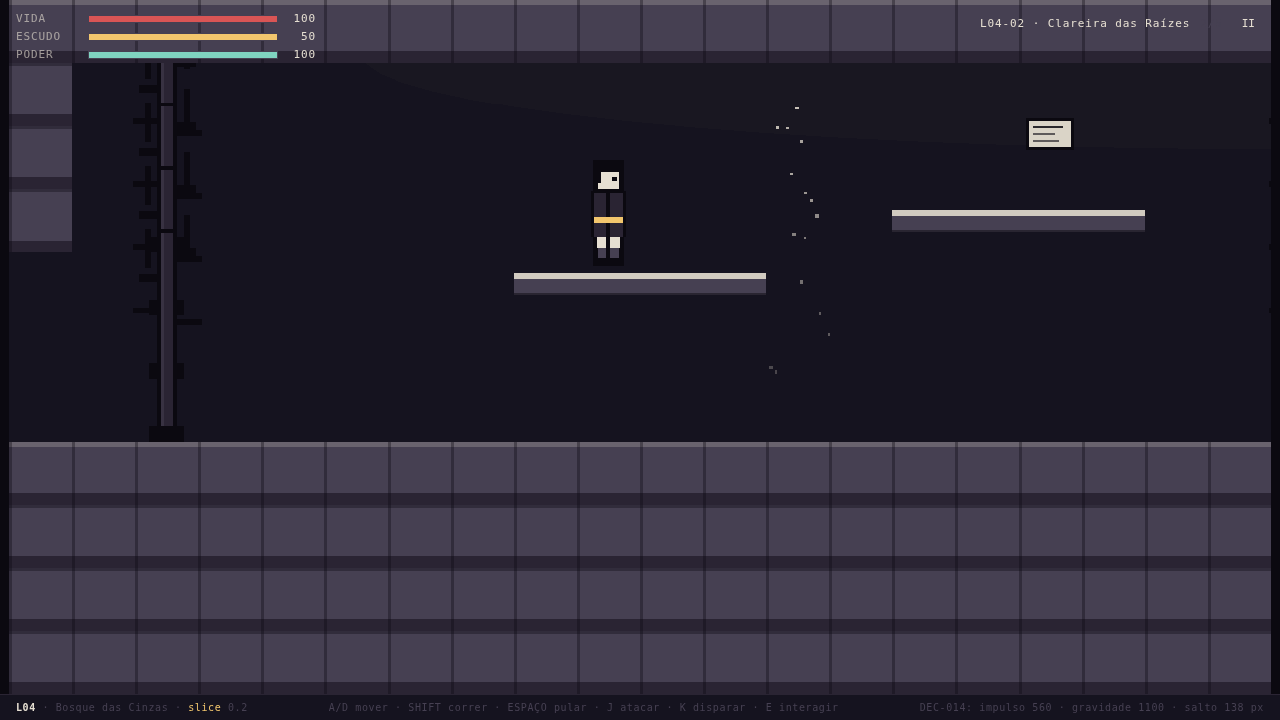 VIDA 100
ESCUDO 50
PODER 100
L04-02 · Clareira das Raízes II
L04 · Bosque das Cinzas · slice 0.2
A/D mover · SHIFT correr · ESPAÇO pular · J atacar · K disparar · E interagir
DEC-014: impulso 560 · gravidade 1100 · salto 138 px